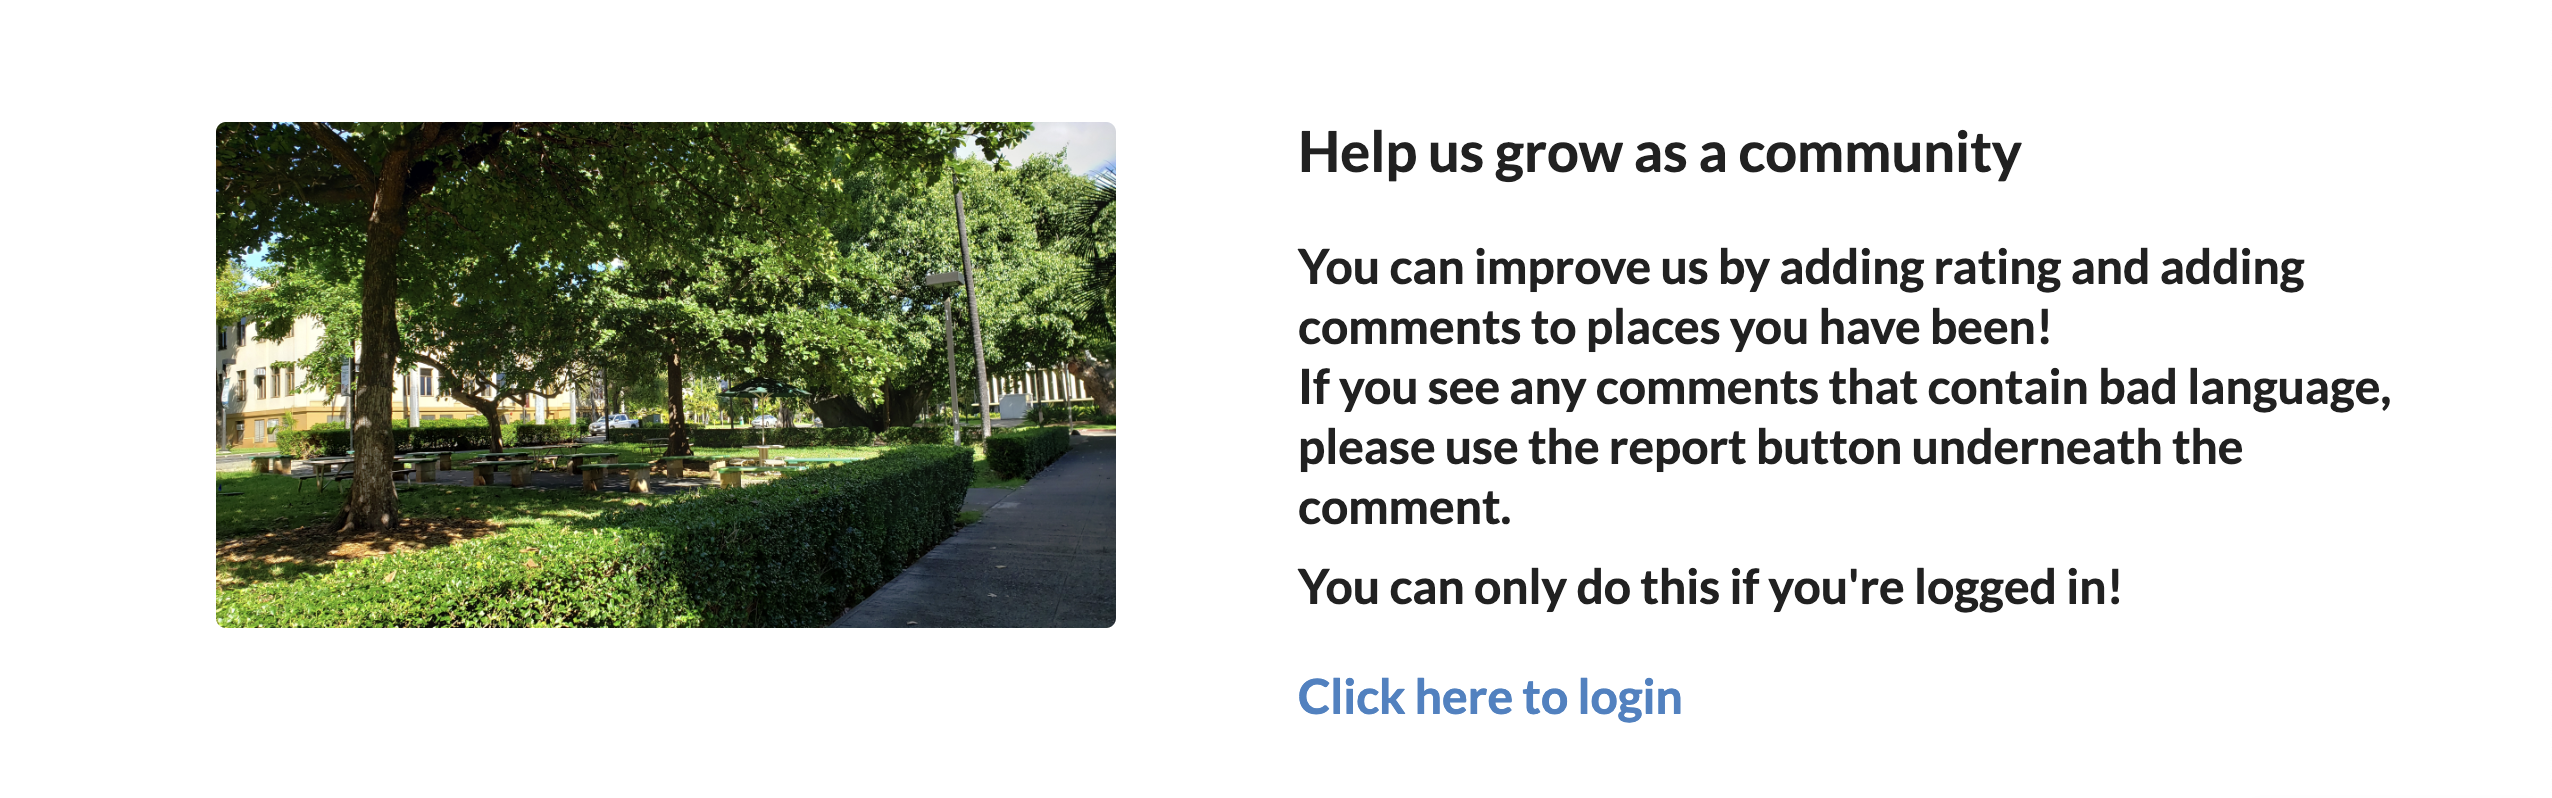 Help us grow as a community
You can improve us by adding rating and adding
comments to places you have been!
If you see any comments that contain bad language,
please use the report button underneath the
comment.
You can only do this if you're logged in!
Click here to login